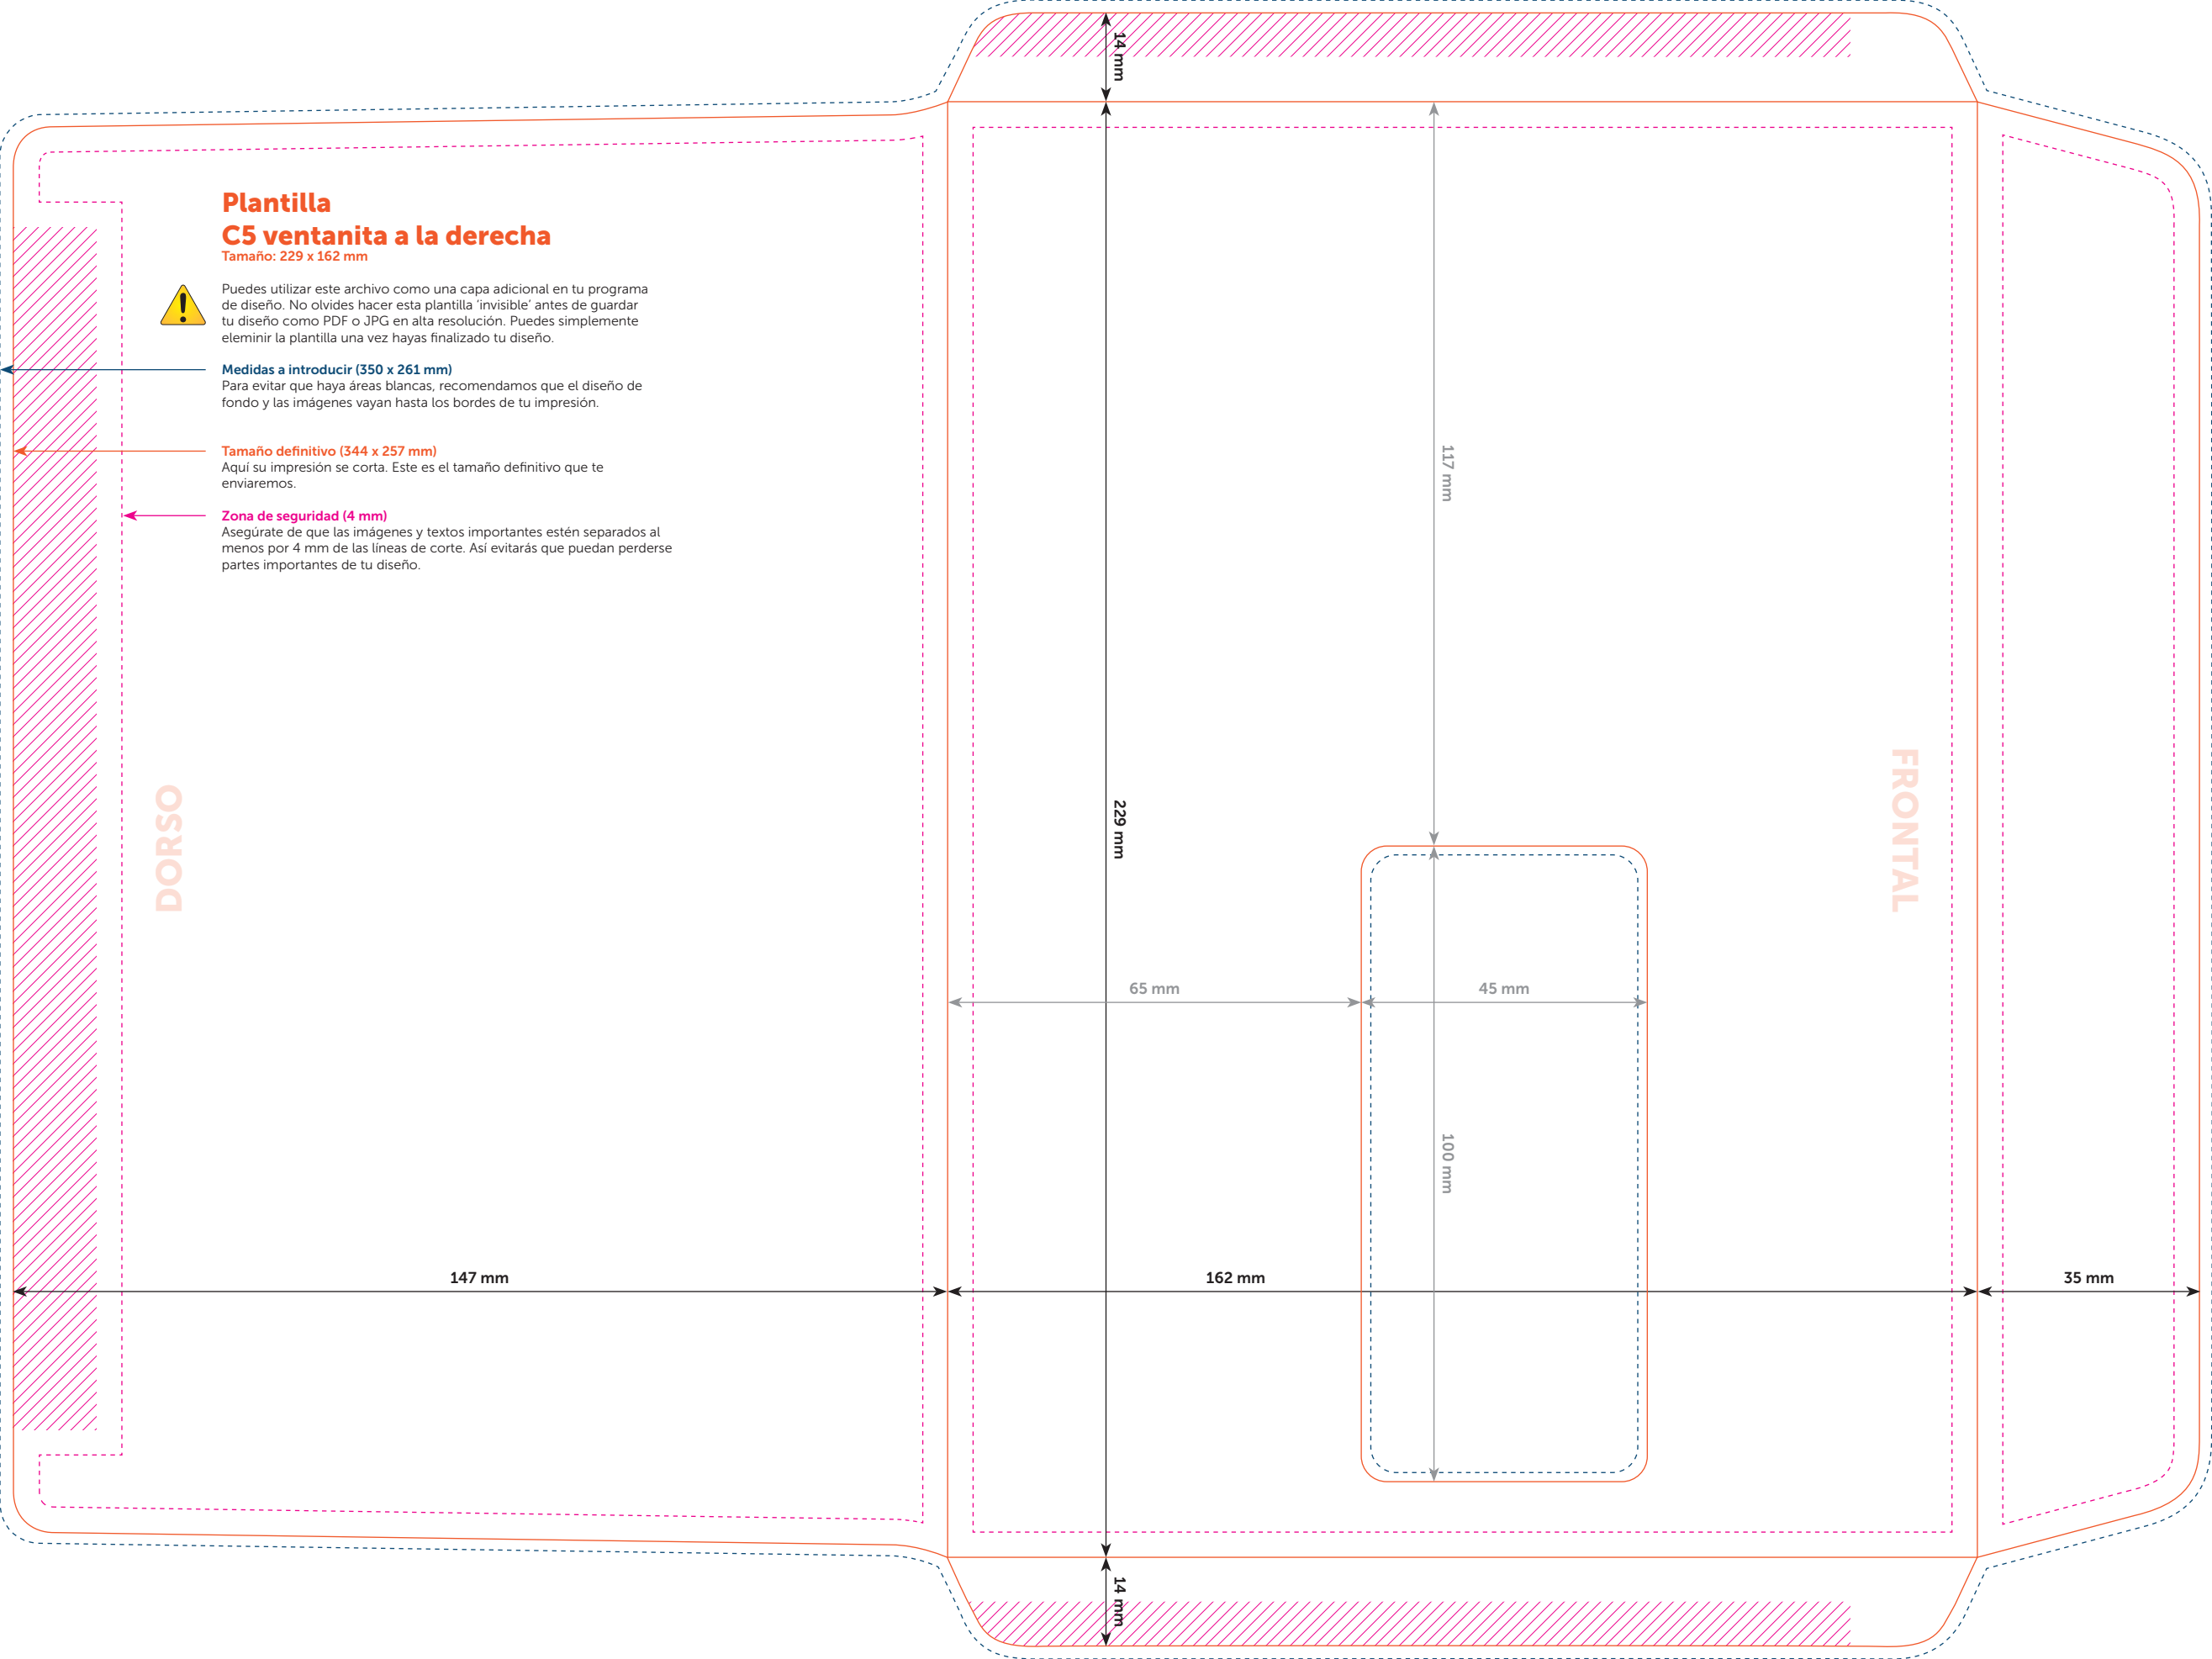 Plantilla
C5 ventanita a la derecha
Tamaño: 229 x 162 mm
Puedes utilizar este archivo como una capa adicional en tu programa
de diseño. No olvides hacer esta plantilla 'invisible' antes de guardar
tu diseño como PDF o JPG en alta resolución. Puedes simplemente
eleminir la plantilla una vez hayas finalizado tu diseño.
Medidas a introducir (350 x 261 mm)
Para evitar que haya áreas blancas, recomendamos que el diseño de
fondo y las imágenes vayan hasta los bordes de tu impresión.
Tamaño definitivo (344 x 257 mm)
Aquí su impresión se corta. Este es el tamaño definitivo que te
enviaremos.
Zona de seguridad (4 mm)
Asegúrate de que las imágenes y textos importantes estén separados al
menos por 4 mm de las líneas de corte. Así evitarás que puedan perderse
partes importantes de tu diseño.
DORSO
147 mm
14 mm
117 mm
229 mm
FRONTAL
65 mm
45 mm
100 mm
162 mm
35 mm
14 mm